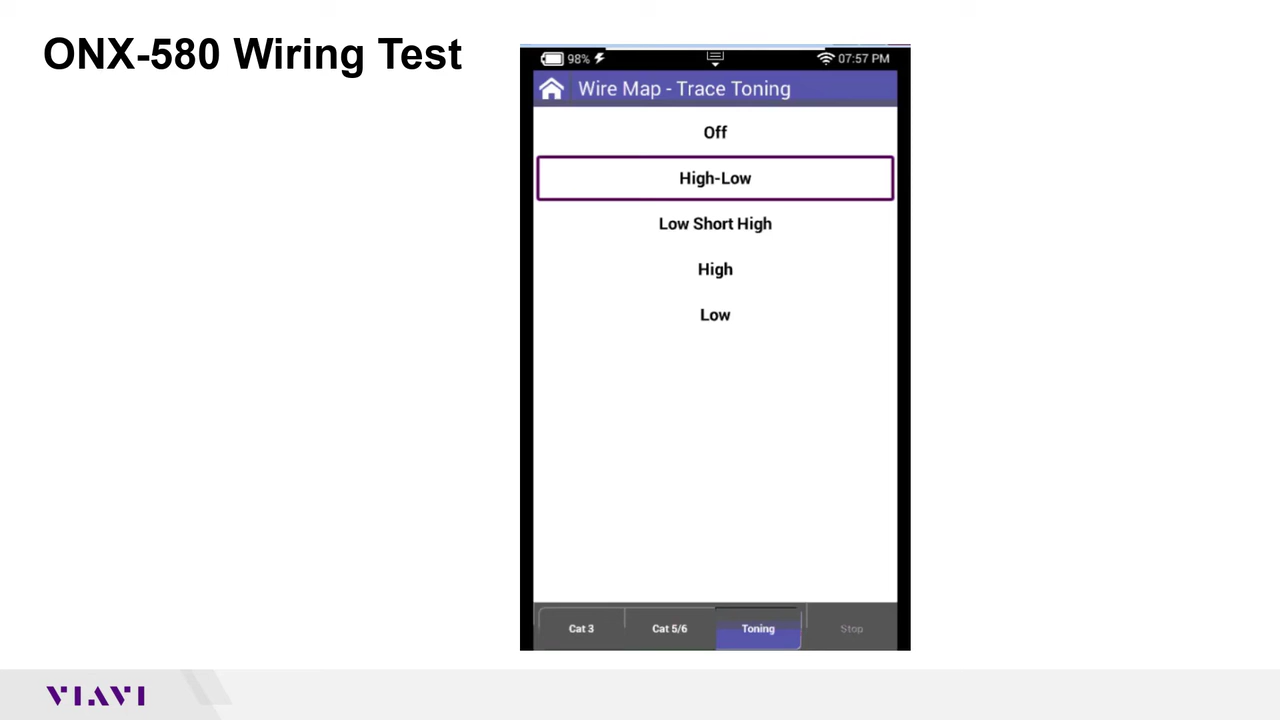 ONX-580 Wiring Test
98%
07:57 PM
Wire Map - Trace Toning
Off
High-Low
Low Short High
High
Low
Cat 3
Cat 5/6
Toning
Stop
VIAVI